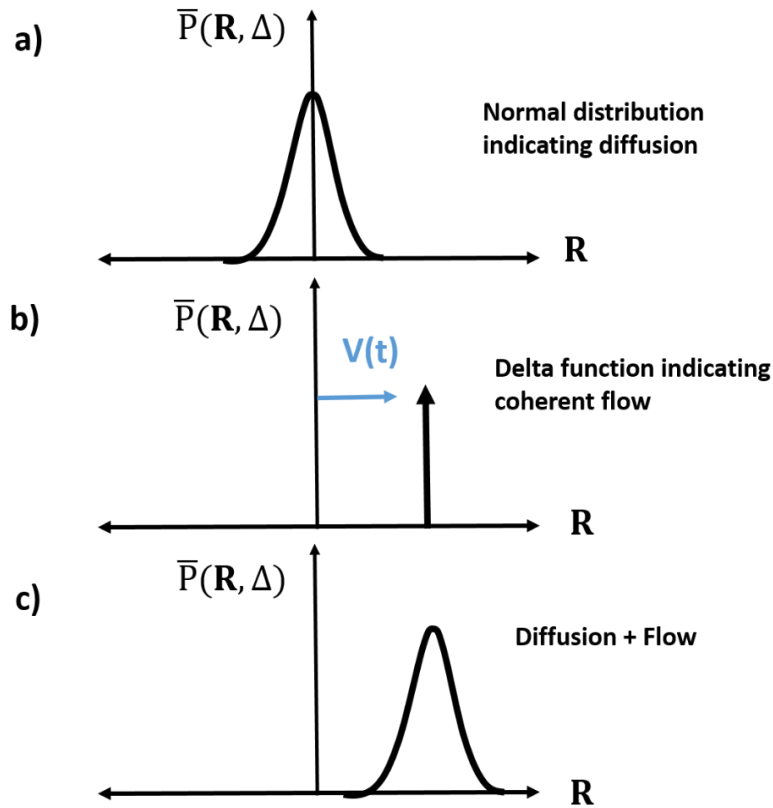 a)
P̅(R, Δ)
Normal distribution
indicating diffusion
R
b)
P̅(R, Δ)
V(t)
Delta function indicating
coherent flow
R
c)
P̅(R, Δ)
Diffusion + Flow
R